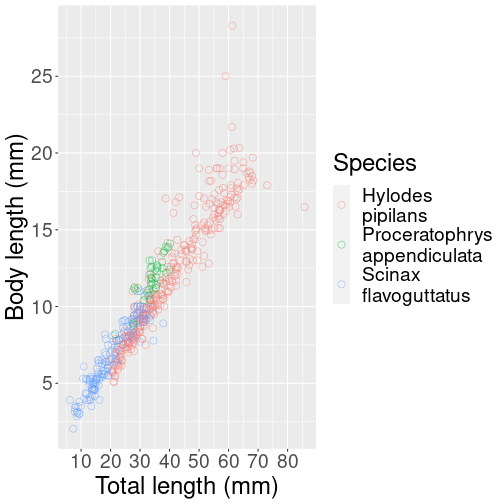 25
20
15
10
5
Body length (mm)
10 20 30 40 50 60 70 80
Total length (mm)
Species
Hylodes
pipilans
Proceratophrys
appendiculata
Scinax
flavoguttatus